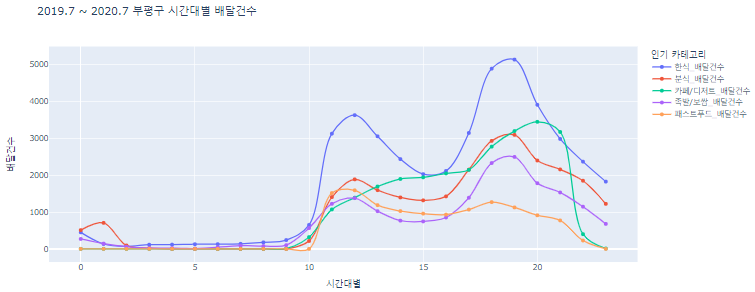 2019.7 ~ 2020.7 부평구 시간대별 배달건수
인기 카테고리
한식_배달건수
분식_배달건수
카페/디저트_배달건수
족발/보쌈_배달건수
패스트푸드_배달건수
배달건수
5000
4000
3000
2000
1000
0
0 5 10 15 20
시간대별